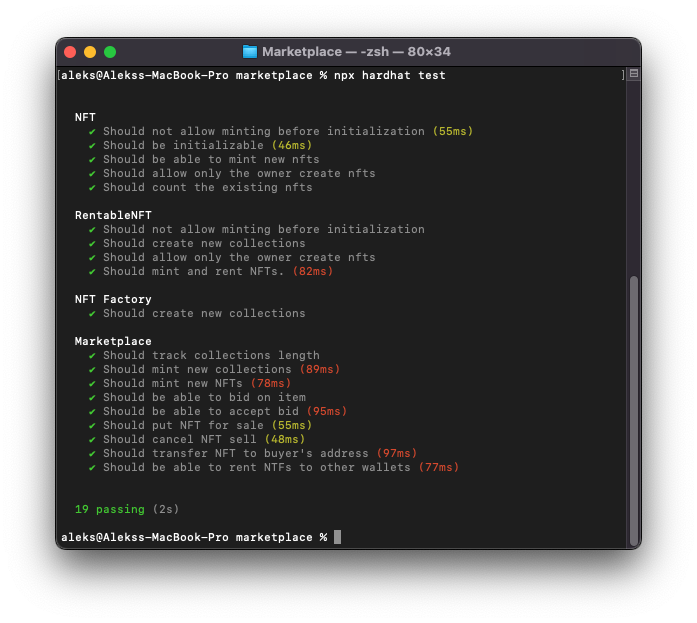 Marketplace — -zsh — 80×34
[aleks@Alekss-MacBook-Pro marketplace % npx hardhat test ]
NFT
✔ Should not allow minting before initialization (55ms)
✔ Should be initializable (46ms)
✔ Should be able to mint new nfts
✔ Should allow only the owner create nfts
✔ Should count the existing nfts
RentableNFT
✔ Should not allow minting before initialization
✔ Should create new collections
✔ Should allow only the owner create nfts
✔ Should mint and rent NFTs. (82ms)
NFT Factory
✔ Should create new collections
Marketplace
✔ Should track collections length
✔ Should mint new collections (89ms)
✔ Should mint new NFTs (78ms)
✔ Should be able to bid on item
✔ Should be able to accept bid (95ms)
✔ Should put NFT for sale (55ms)
✔ Should cancel NFT sell (48ms)
✔ Should transfer NFT to buyer's address (97ms)
✔ Should be able to rent NTFs to other wallets (77ms)
19 passing (2s)
aleks@Alekss-MacBook-Pro marketplace %